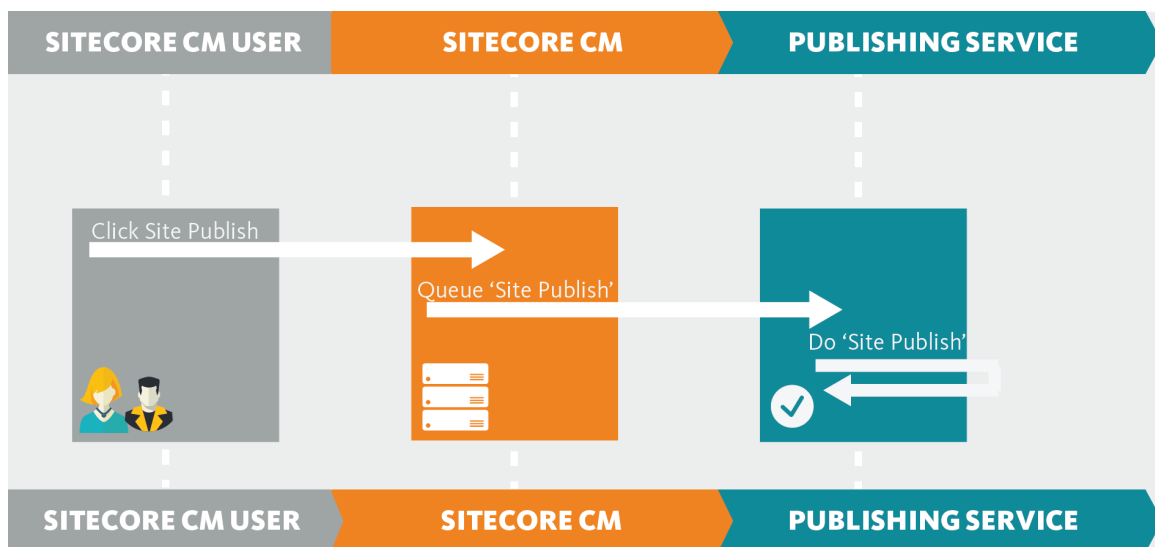 SITECORE CM USER
SITECORE CM
PUBLISHING SERVICE
Click Site Publish
Queue ‘Site Publish’
Do ‘Site Publish’
SITECORE CM USER
SITECORE CM
PUBLISHING SERVICE